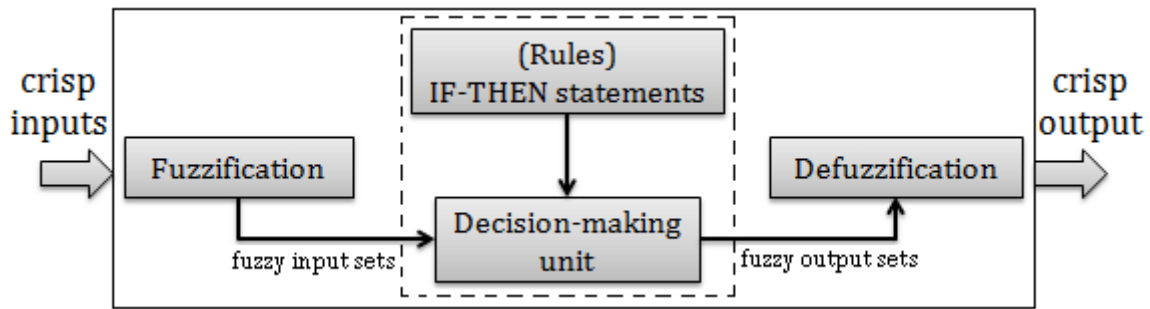 crisp
inputs
Fuzzification
fuzzy input sets
(Rules)
IF-THEN statements
Decision-making
unit
fuzzy output sets
Defuzzification
crisp
output